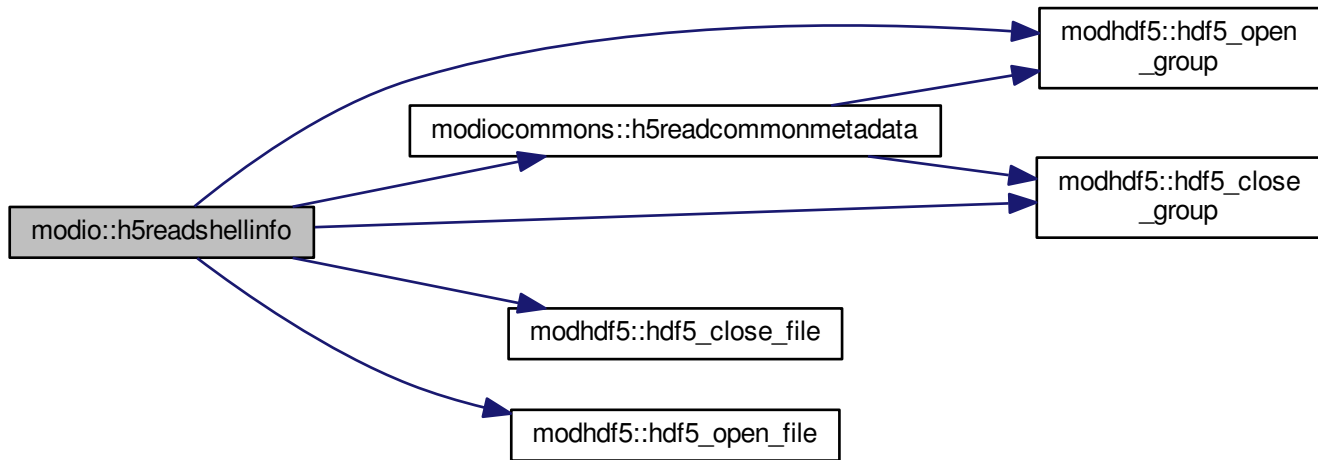 modhdf5::hdf5_open
_group
modiocommons::h5readcommonmetadata
modhdf5::hdf5_close
_group
modio::h5readshellinfo
modhdf5::hdf5_close_file
modhdf5::hdf5_open_file